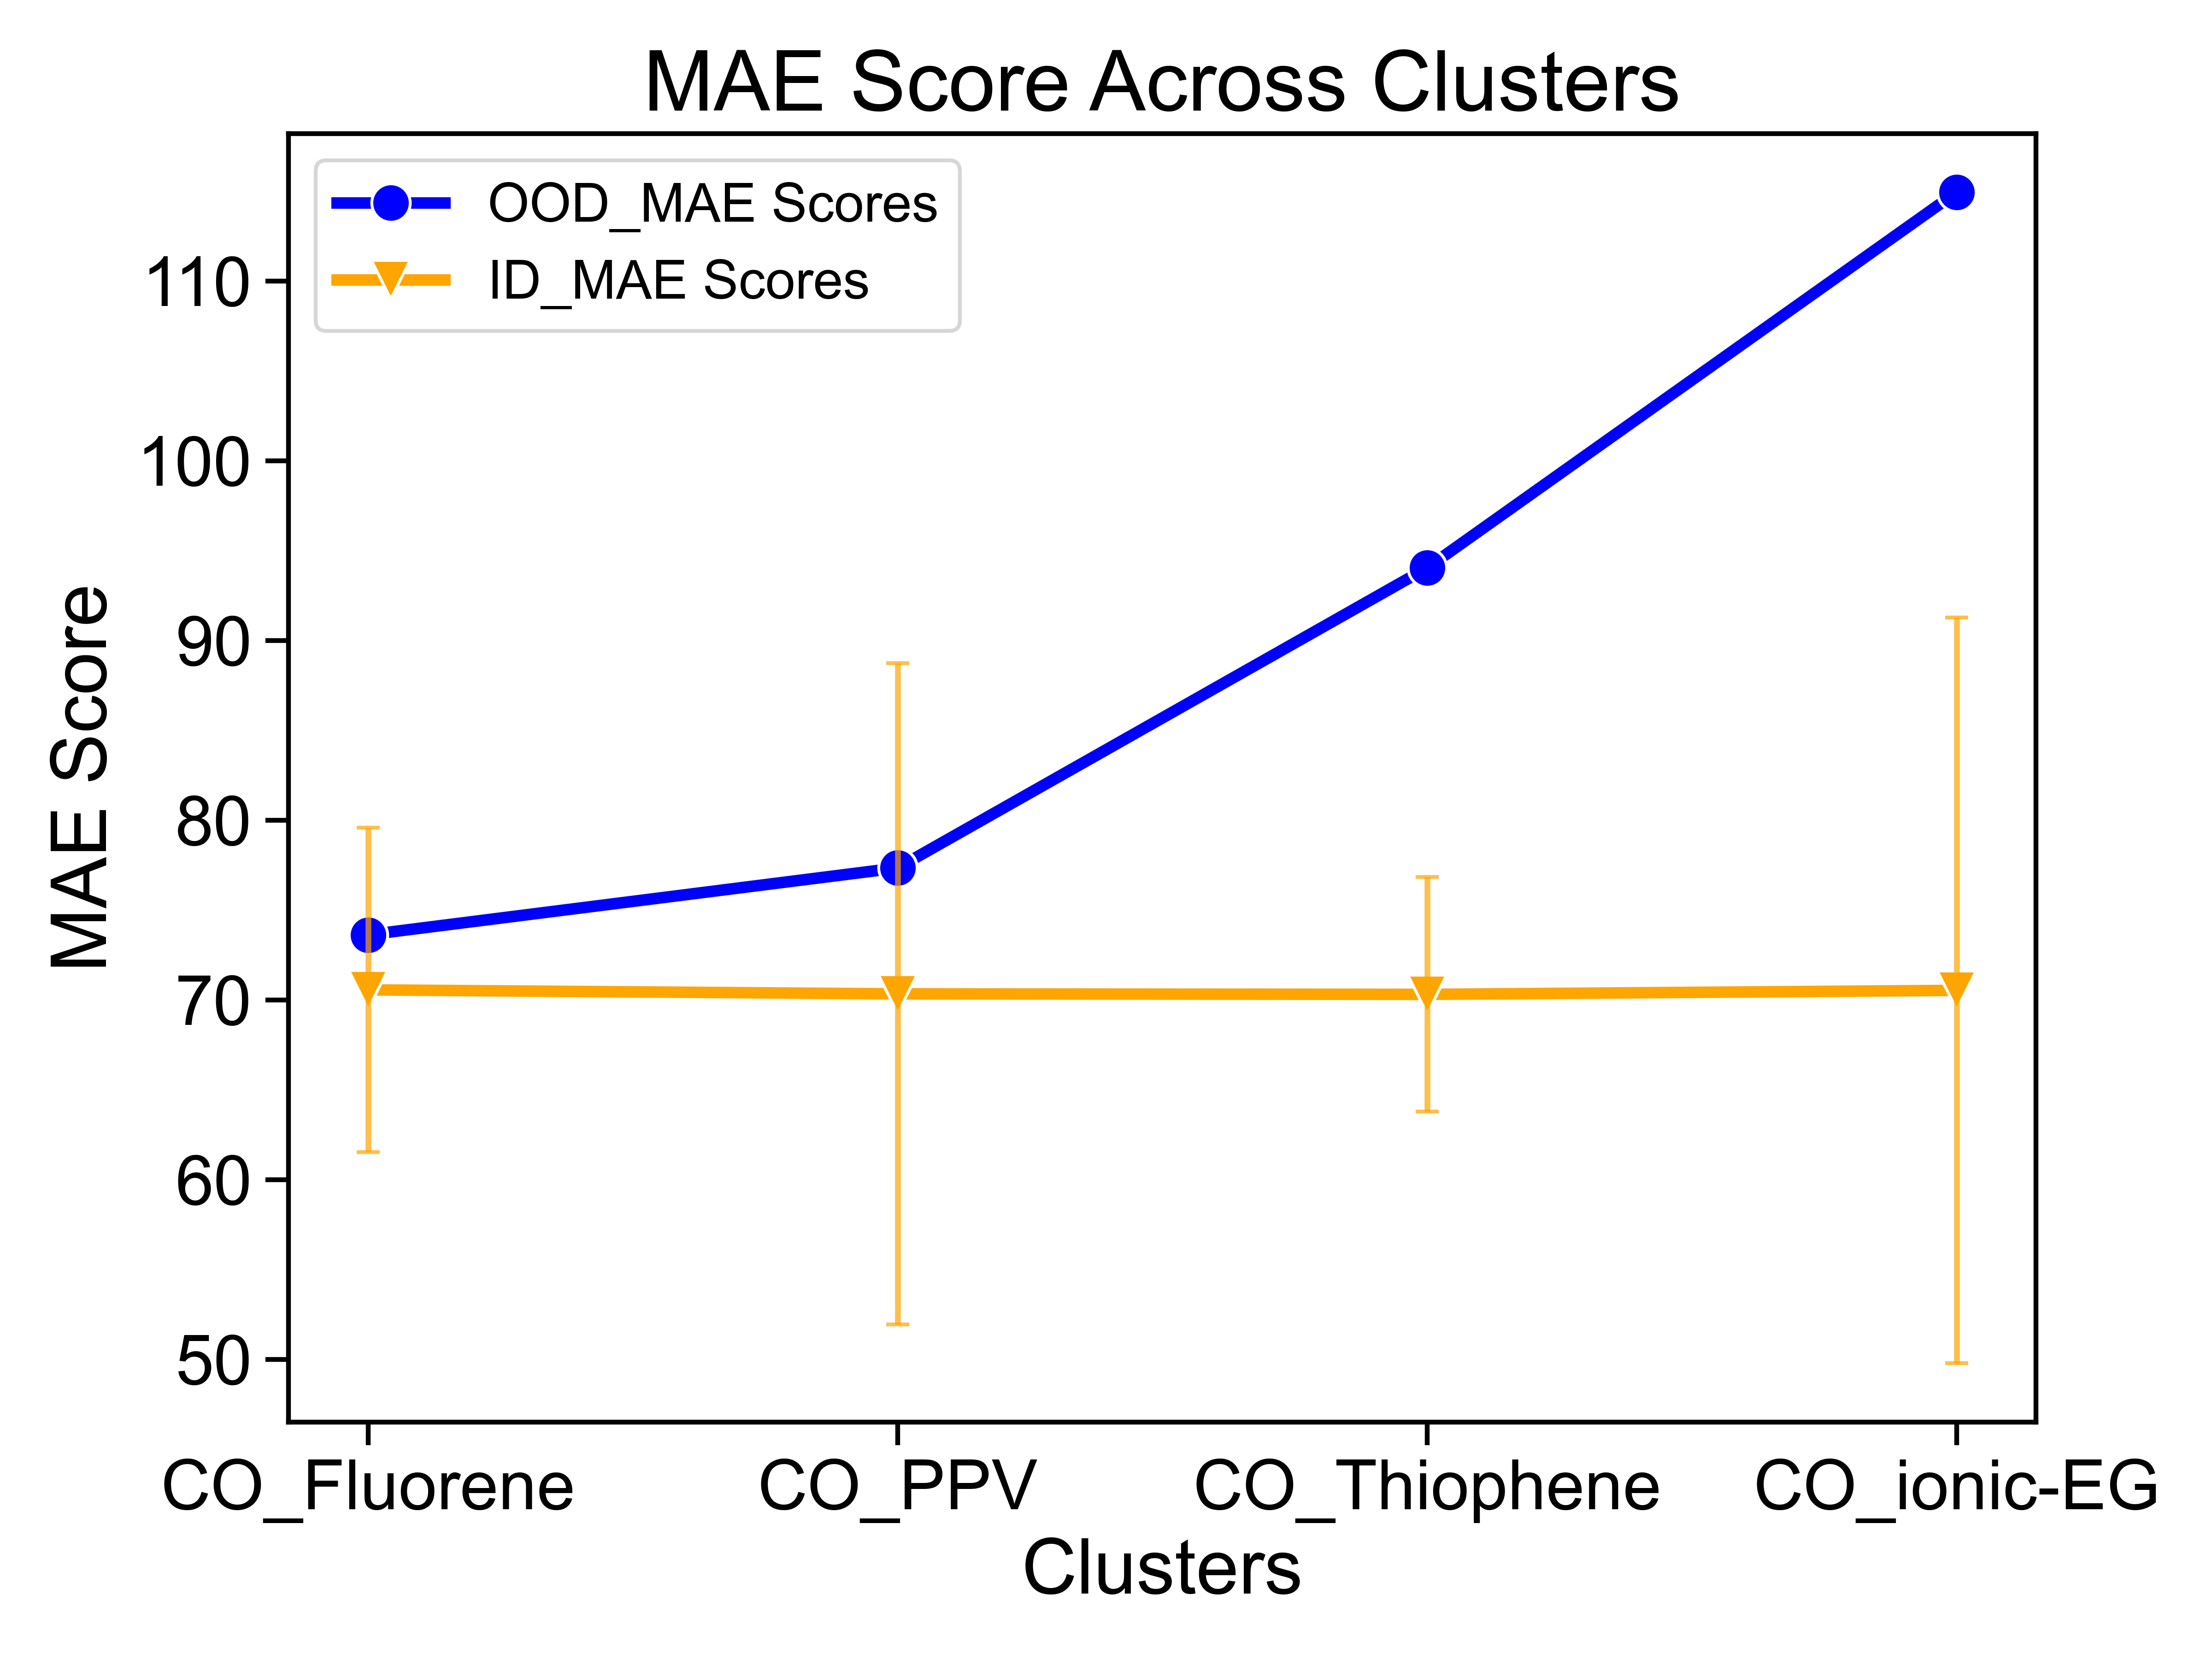 MAE Score Across Clusters
OOD_MAE Scores
ID_MAE Scores
MAE Score
110
100
90
80
70
60
50
CO_Fluorene
CO_PPV
CO_Thiophene
CO_ionic-EG
Clusters